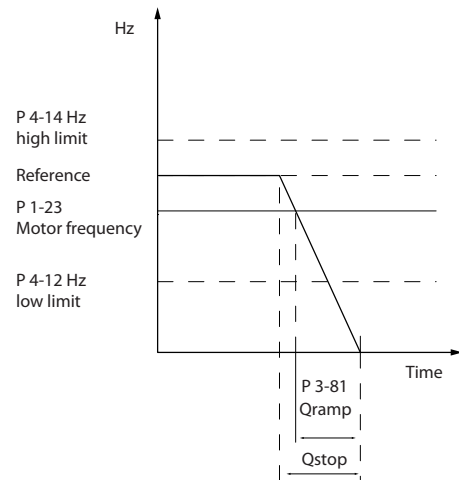 Hz
P 4-14 Hz
high limit
Reference
P 1-23
Motor frequency
P 4-12 Hz
low limit
Time
P 3-81
Qramp
Qstop